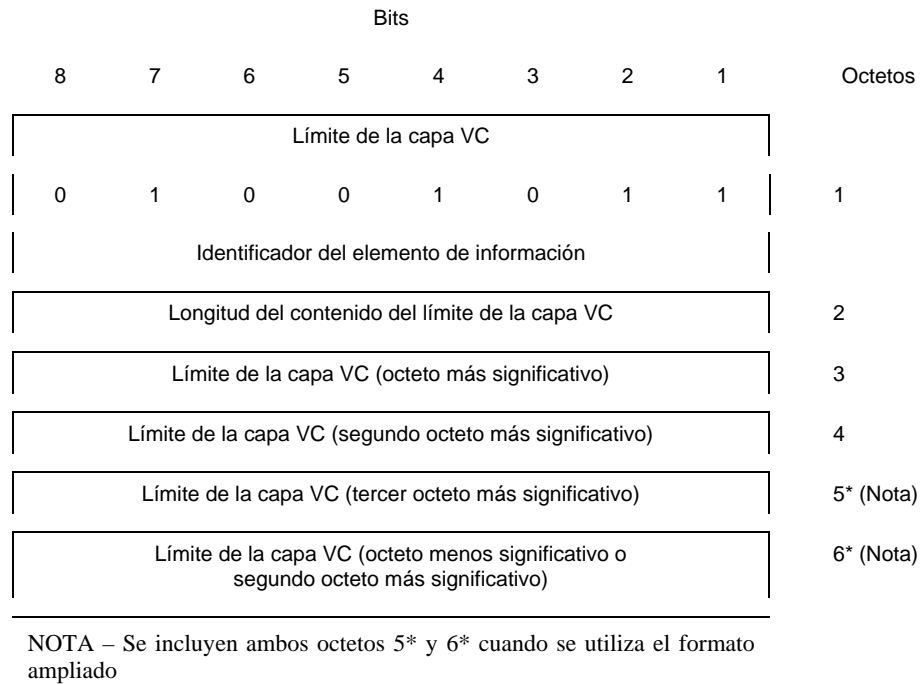 Bits
8 7 6 5 4 3 2 1 Octetos
Límite de la capa VC
0 1 0 0 1 0 1 1 1
Identificador del elemento de información
Longitud del contenido del límite de la capa VC 2
Límite de la capa VC (octeto más significativo) 3
Límite de la capa VC (segundo octeto más significativo) 4
Límite de la capa VC (tercer octeto más significativo) 5* (Nota)
Límite de la capa VC (octeto menos significativo o 6* (Nota)
segundo octeto más significativo)
NOTA – Se incluyen ambos octetos 5* y 6* cuando se utiliza el formato
ampliado